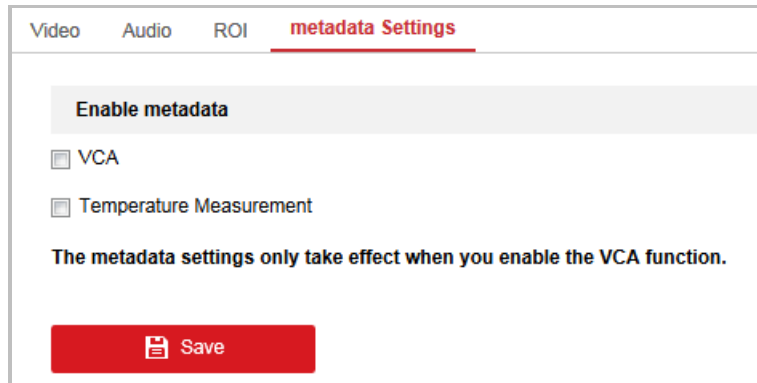 Video Audio ROI metadata Settings
Enable metadata
VCA
Temperature Measurement
The metadata settings only take effect when you enable the VCA function.
Save